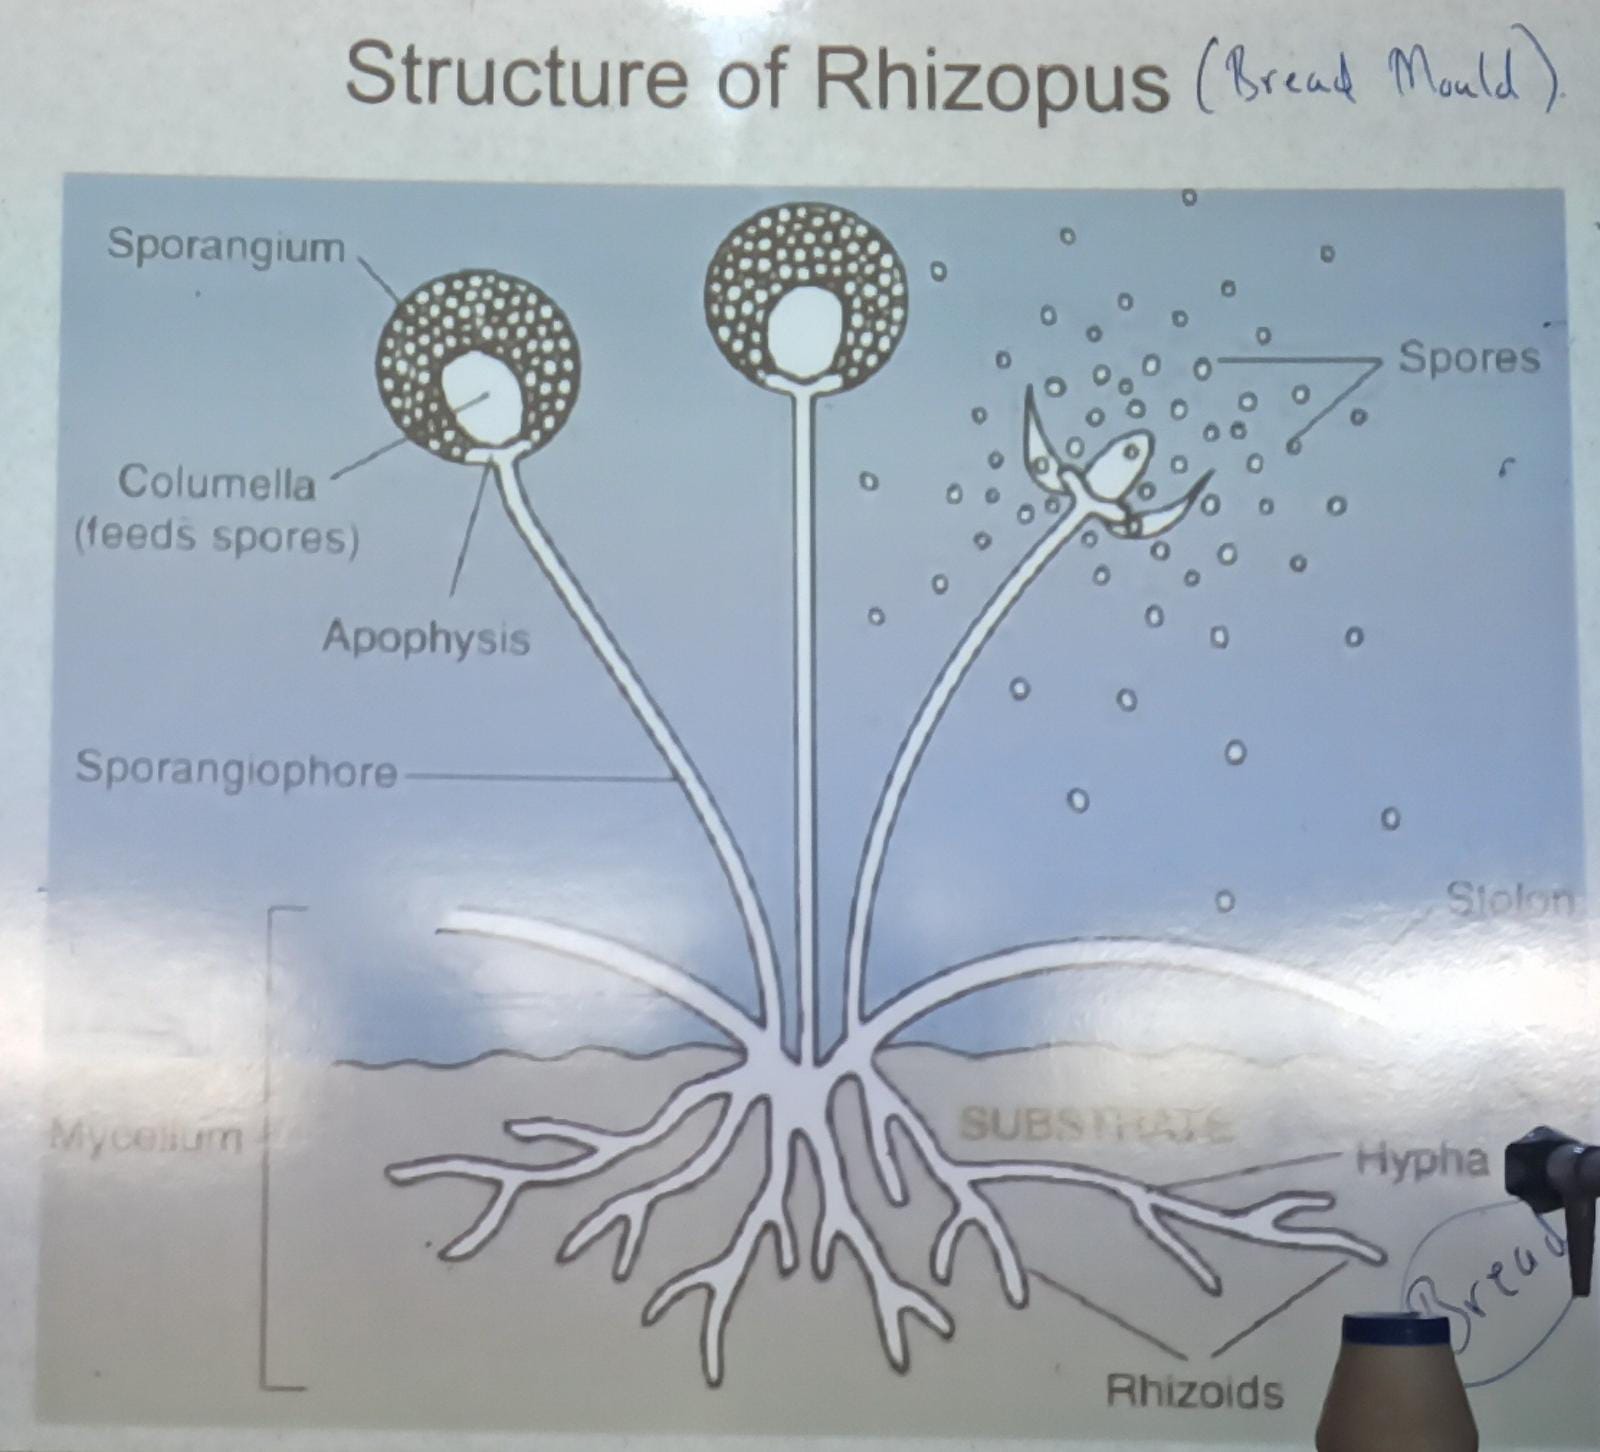 Structure of Rhizopus (Bread Mould).
Sporangium
Spores
Columella
(feeds spores)
Apophysis
Sporangiophore
Stolon
Mycelium
SUBSTRATE
Hypha
Bread
Rhizoids